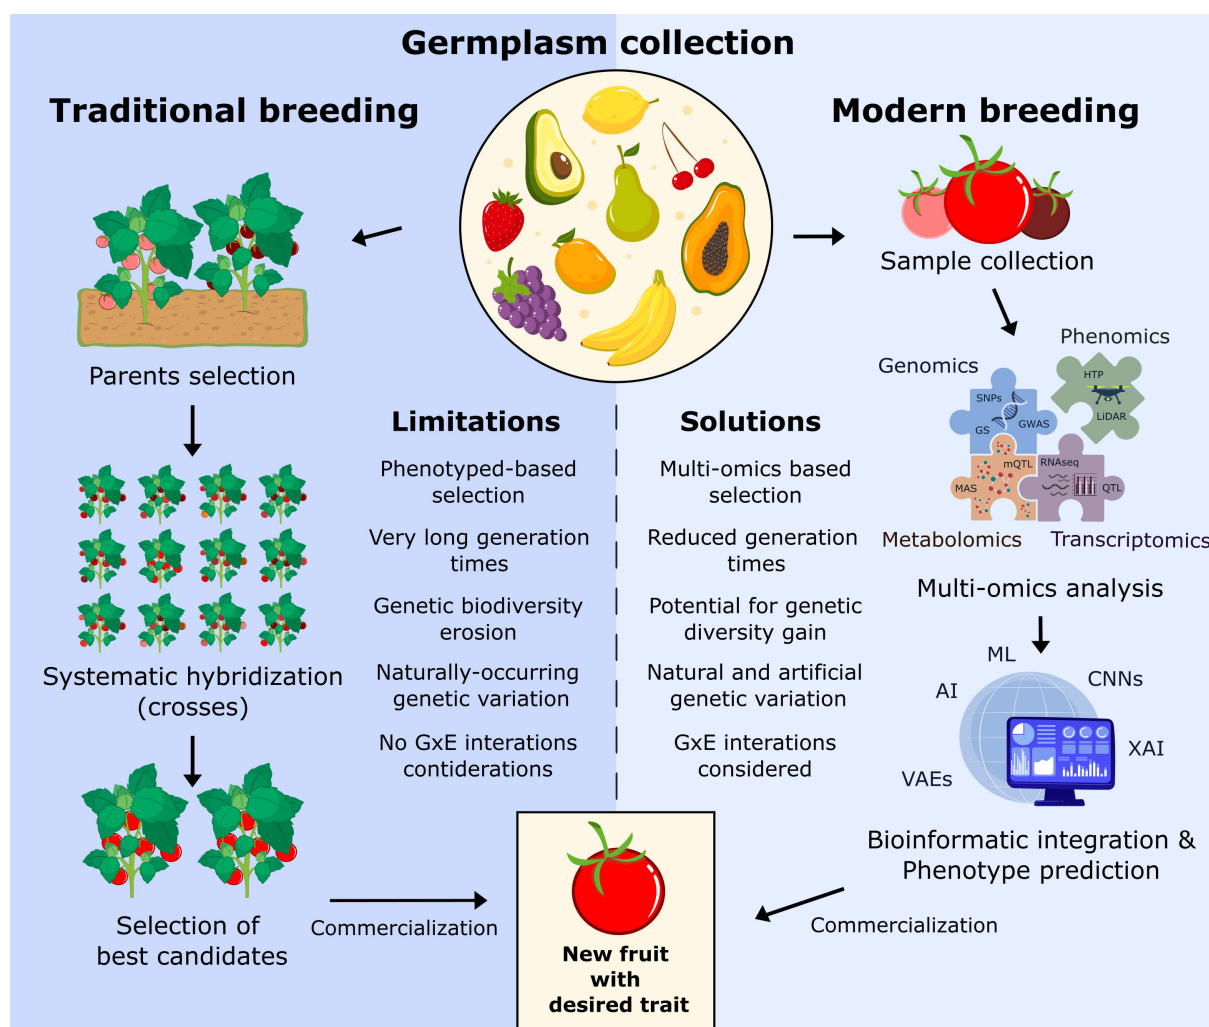 Germplasm collection
Traditional breeding
Modern breeding
Parents selection
Systematic hybridization
(crosses)
Selection of
best candidates
Commercialization
Limitations
Phenotyped-based
selection
Very long generation
times
Genetic biodiversity
erosion
Naturally-occurring
genetic variation
No GxE interations
contiderations
Solutions
Multi-omics based
selection
Reduced generation
times
Potential for genetic
diversity gain
Natural and artificial
genetic variation
GxE interations
considered
Sample collection
Genomics
Phenomics
SNPs
GS
GWAS
HTP
LiDAR
mQTL
MAS
RNAseq
QTL
Metabolomics
Transcriptomics
Multi-omics analysis
ML
AI
CNNs
XAI
VAEs
Bioinformatic integration &
Phenotype prediction
Commercialization
New fruit
with
desired trait